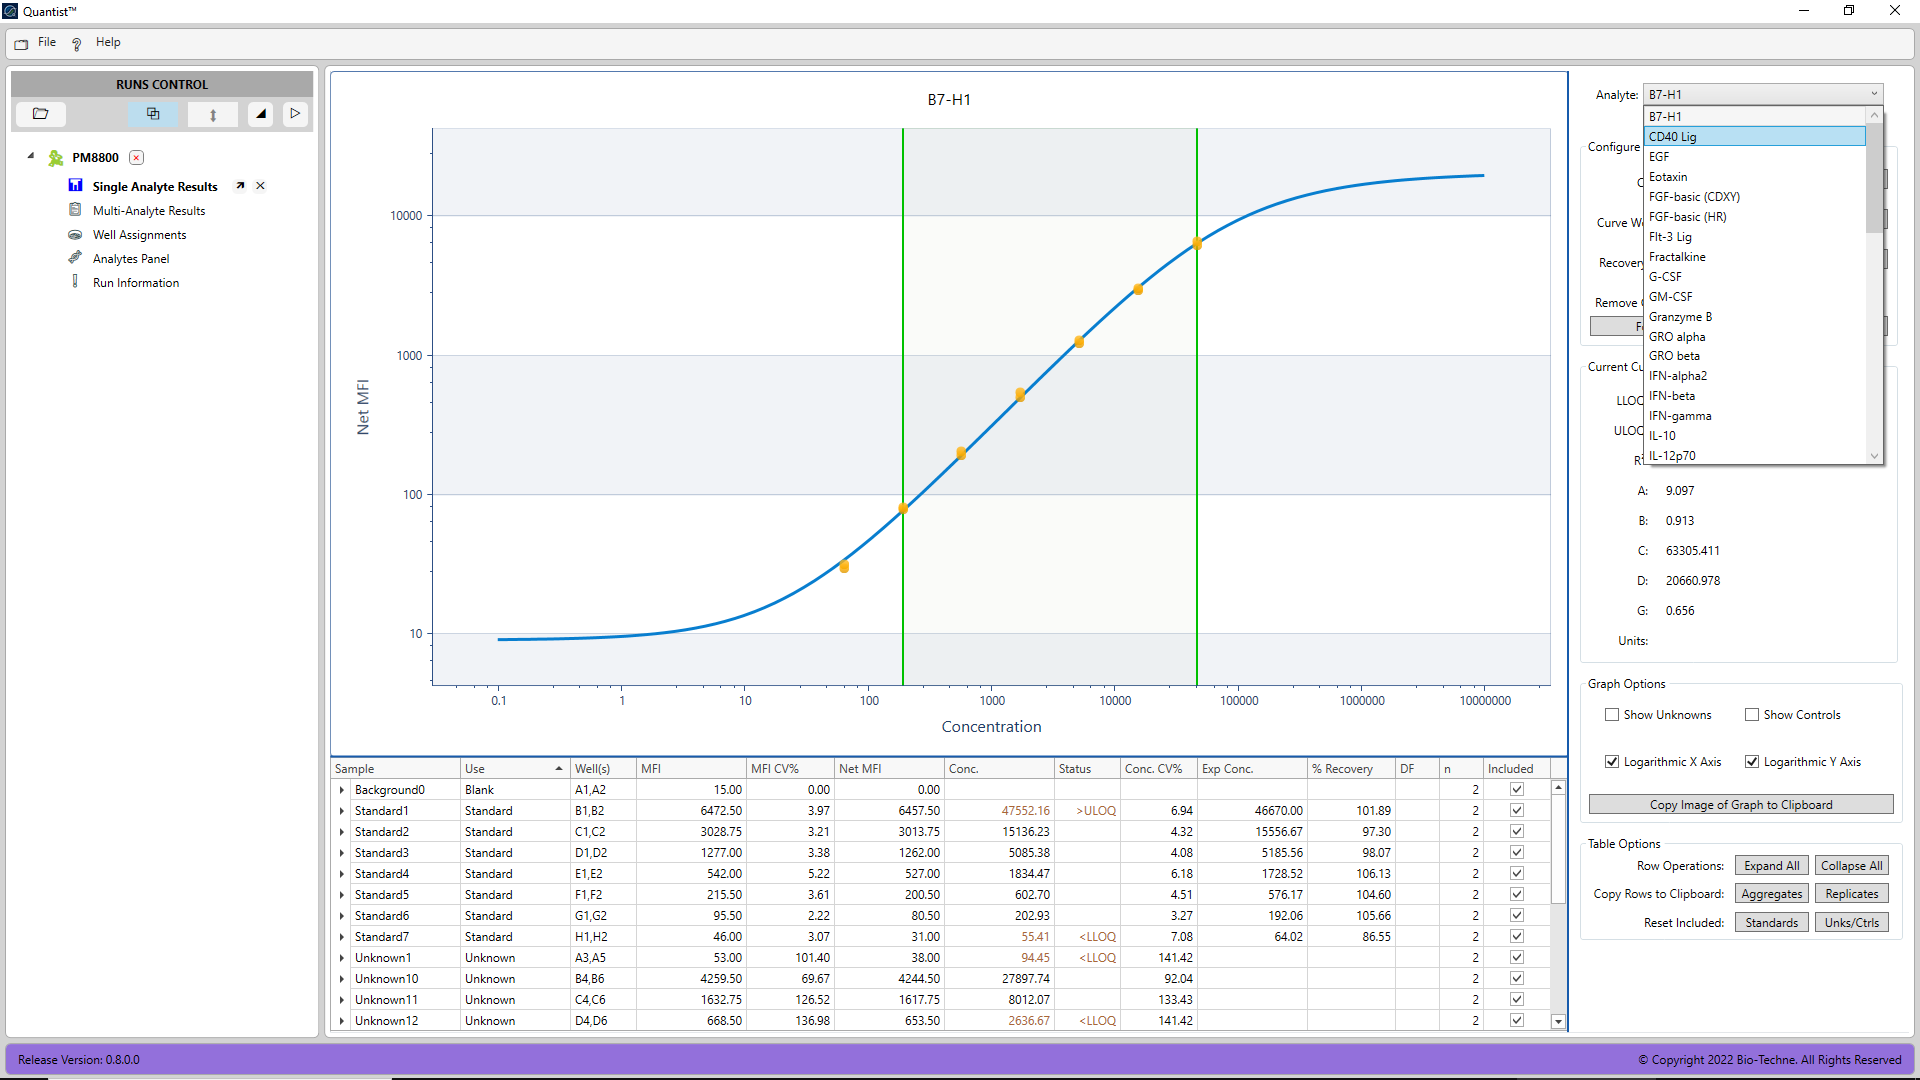 Quantist™
File Help
RUNS CONTROL
PM8800
Single Analyte Results
Multi-Analyte Results
Well Assignments
Analytes Panel
Run Information
B7-H1
Net MFI
10000
1000
100
10
0.1 1 10 100 1000 10000 100000 1000000 10000000
Concentration
Sample Use Well(s) MFI MFI CV% Net MFI Conc. Status Conc. CV% Exp Conc. % Recovery DF n Included
Background0 Blank A1,A2 15.00 0.00 0.00 2
Standard1 Standard B1,B2 6472.50 3.97 6457.50 47552.16 >ULOQ 6.94 46670.00 101.89 2
Standard2 Standard C1,C2 3028.75 3.21 3013.75 15136.23 4.32 15556.67 97.30 2
Standard3 Standard D1,D2 1277.00 3.38 1262.00 5085.38 4.08 5185.56 98.07 2
Standard4 Standard E1,E2 542.00 5.22 527.00 1834.47 6.18 1728.52 106.13 2
Standard5 Standard F1,F2 215.50 3.61 200.50 602.70 4.51 576.17 104.60 2
Standard6 Standard G1,G2 95.50 2.22 80.50 202.93 3.27 192.06 105.66 2
Standard7 Standard H1,H2 46.00 3.07 31.00 55.41 <LLOQ 7.08 64.02 86.55 2
Unknown1 Unknown A3,A5 53.00 101.40 38.00 94.45 <LLOQ 141.42 2
Unknown10 Unknown B4,B6 4259.50 69.67 4244.50 27897.74 92.04 2
Unknown11 Unknown C4,C6 1632.75 126.52 1617.75 8012.07 133.43 2
Unknown12 Unknown D4,D6 668.50 136.98 653.50 2636.67 <LLOQ 141.42 2
Analyte: B7-H1
B7-H1
CD40 Lig
EGF
Eotaxin
FGF-basic (CDXY)
FGF-basic (HR)
Flt-3 Lig
Fractalkine
G-CSF
GM-CSF
Granzyme B
GRO alpha
GRO beta
IFN-alpha2
IFN-beta
IFN-gamma
IL-10
IL-12p70
Configure
Curve
Recovery
Remove
Current
A: 9.097
B: 0.913
C: 63305.411
D: 20660.978
G: 0.656
Units:
Graph Options
Show Unknowns Show Controls
Logarithmic X Axis Logarithmic Y Axis
Copy Image of Graph to Clipboard
Table Options
Row Operations: Expand All Collapse All
Copy Rows to Clipboard: Aggregates Replicates
Reset Included: Standards Unks/Ctrls
Release Version: 0.8.0.0
© Copyright 2022 Bio-Techne. All Rights Reserved